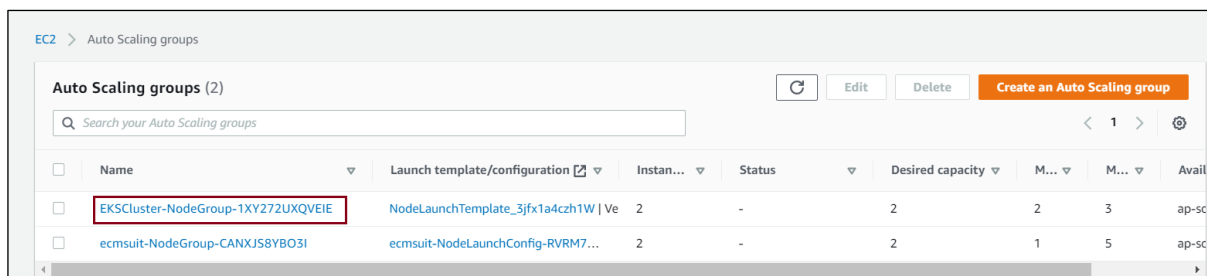 EC2 > Auto Scaling groups
Auto Scaling groups (2) Edit Delete Create an Auto Scaling group
Search your Auto Scaling groups 1
Name Launch template/configuration Instan... Status Desired capacity M... M... Avail
EKSCluster-NodeGroup-1XY272UXQVEIE NodeLaunchTemplate_3jfx1a4czh1W | Ve 2 - 2 2 3 ap-sc
ecmsuit-NodeGroup-CANXJS8YBO3I ecmsuit-NodeLaunchConfig-RVRM7... 2 - 2 1 5 ap-sc